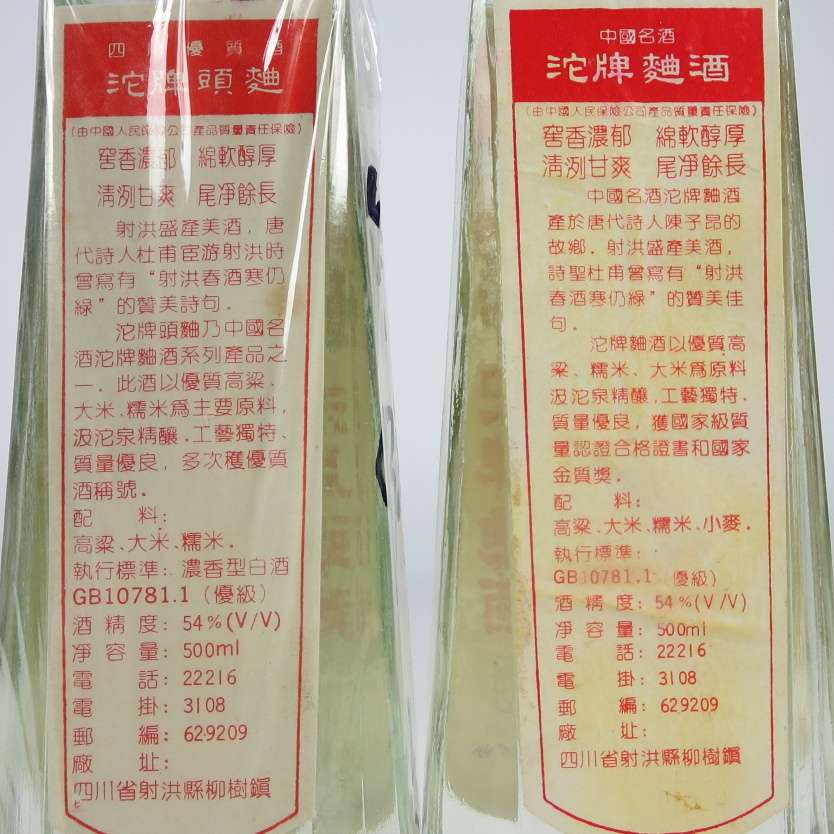 四川優質酒
沱牌頭麯
(由中國人民保險公司產品質量責任保險)
窖香濃郁 綿軟醇厚
清冽甘爽 尾凈餘長
射洪盛產美酒，唐
代詩人杜甫宦游射洪時
曾寫有“射洪春酒寒仍
綠”的贊美詩句.
沱牌頭麯乃中國名
酒沱牌麯酒系列產品之
一.此酒以優質高粱、
大米、糯米爲主要原料，
汲沱泉精釀.工藝獨特、
質量優良，多次穫優質
酒稱號.
配 料：
高粱、大米、糯米.
執行標準：濃香型白酒
GB10781.1（優級）
酒精度：54%(V/V)
凈容量：500ml
電 話：22216
電 掛：3108
郵 編：629209
廠 址：
四川省射洪縣柳樹鎮
中國名酒
沱牌麯酒
(由中國人民保險公司產品質量責任保險)
窖香濃郁 綿軟醇厚
清冽甘爽 尾凈餘長
中國名酒沱牌麯酒
產於唐代詩人陳子昂的
故鄉.射洪盛產美酒，
詩聖杜甫曾寫有“射洪
春酒寒仍綠”的贊美佳
句.
沱牌麯酒以優質高
粱、糯米、大米爲原料
汲沱泉精釀，工藝獨特.
質量優良，獲國家級質
量認證合格證書和國家
金質獎.
配 料：
高粱、大米、糯米、小麥.
執行標準：
GB10781.1（優級）
酒精度：54%(V/V)
凈容量：500ml
電 話：22216
電 掛：3108
郵 編：629209
廠 址：
四川省射洪縣柳樹鎮